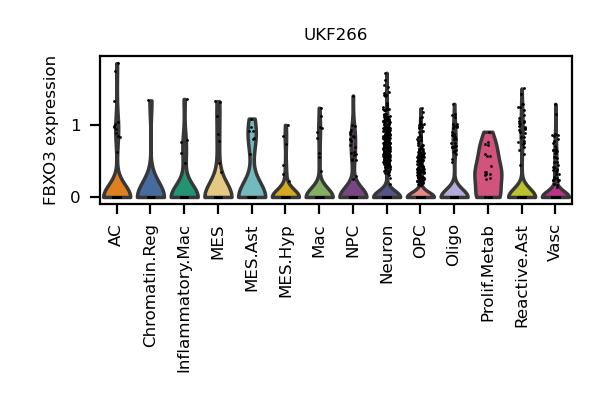 UKF266
FBXO3 expression
1
0
AC
Chromatin.Reg
Inflammatory.Mac
MES
MES.Ast
MES.Hyp
Mac
NPC
Neuron
OPC
Oligo
Prolif.Metab
Reactive.Ast
Vasc